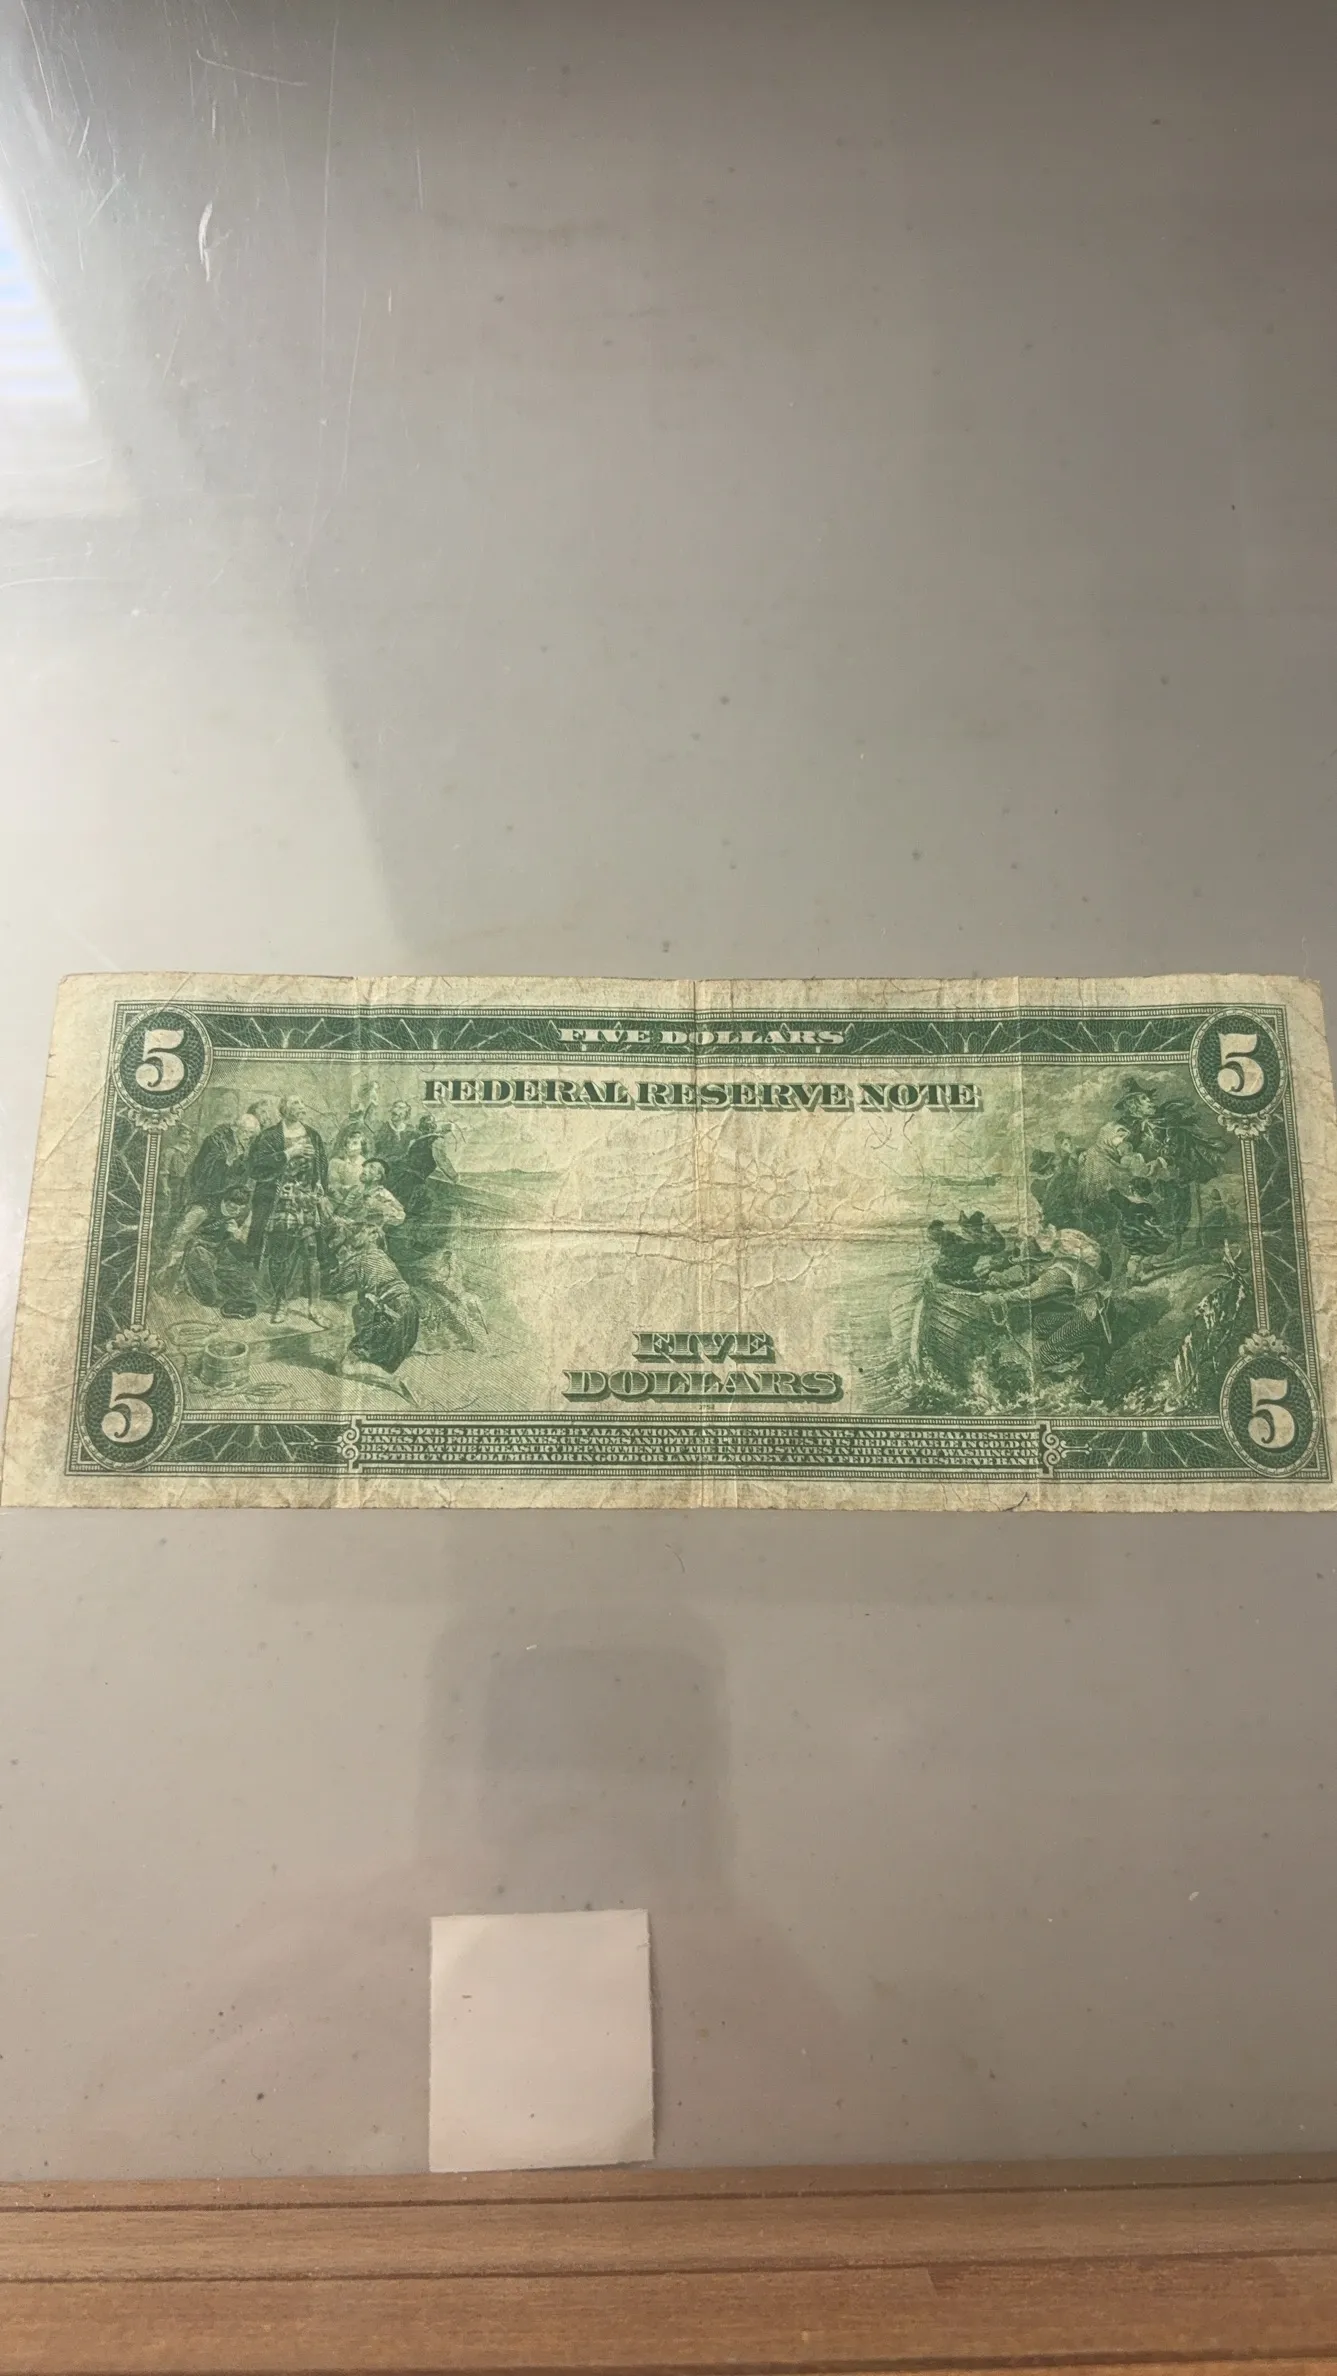 5 FIVE DOLLARS 5
FEDERAL RESERVE NOTE
FIVE
DOLLARS
5 5
THIS NOTE IS RECEIVABLE BY ALL NATIONAL AND MEMBER BANKS AND FEDERAL RESERVE
BANKS AND FOR ALL TAXES, CUSTOMS AND OTHER PUBLIC DUES. IT IS REDEEMABLE IN GOLD ON
DEMAND AT THE TREASURY DEPARTMENT OF THE UNITED STATES IN THE CITY OF WASHINGTON
DISTRICT OF COLUMBIA OR IN GOLD OR LAWFUL MONEY AT ANY FEDERAL RESERVE BANK